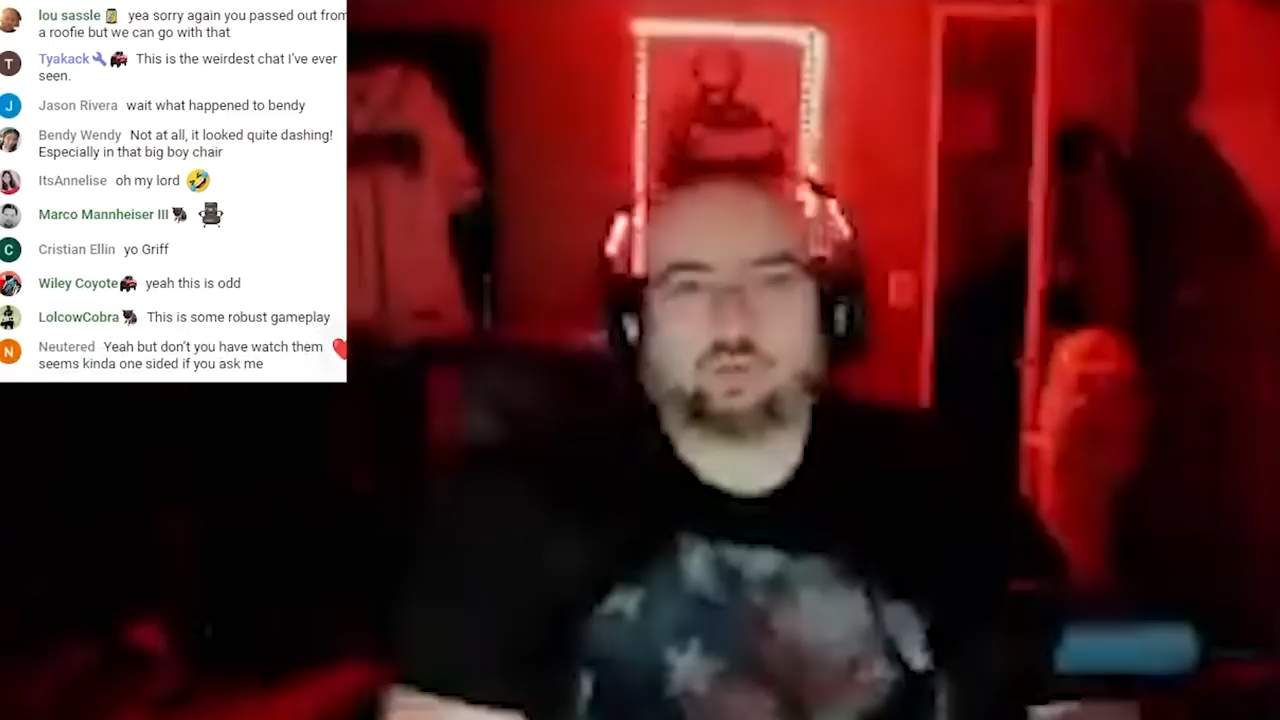 lou sassle yea sorry again you passed out from
a roofie but we can go with that
T
Tyakack This is the weirdest chat I've ever
seen.
J
Jason Rivera wait what happened to bendy
Bendy Wendy Not at all, it looked quite dashing!
Especially in that big boy chair
ItsAnnelise oh my lord
Marco Mannheiser III
C
Cristian Ellin yo Griff
Wiley Coyote yeah this is odd
LolcowCobra This is some robust gameplay
N
Neutered Yeah but don't you have watch them
seems kinda one sided if you ask me